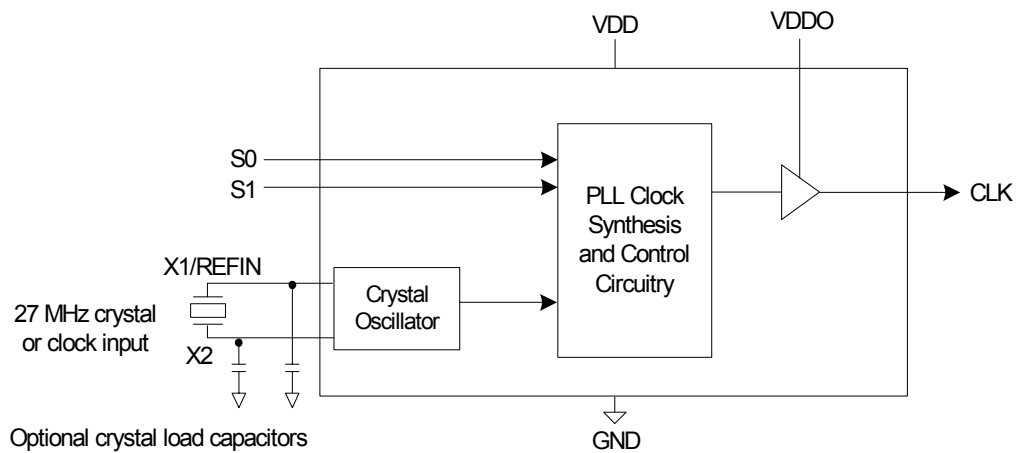 VDD
VDDO
S0
S1
PLL Clock
Synthesis
and Control
Circuitry
CLK
X1/REFIN
Crystal
Oscillator
27 MHz crystal
or clock input
X2
Optional crystal load capacitors
GND